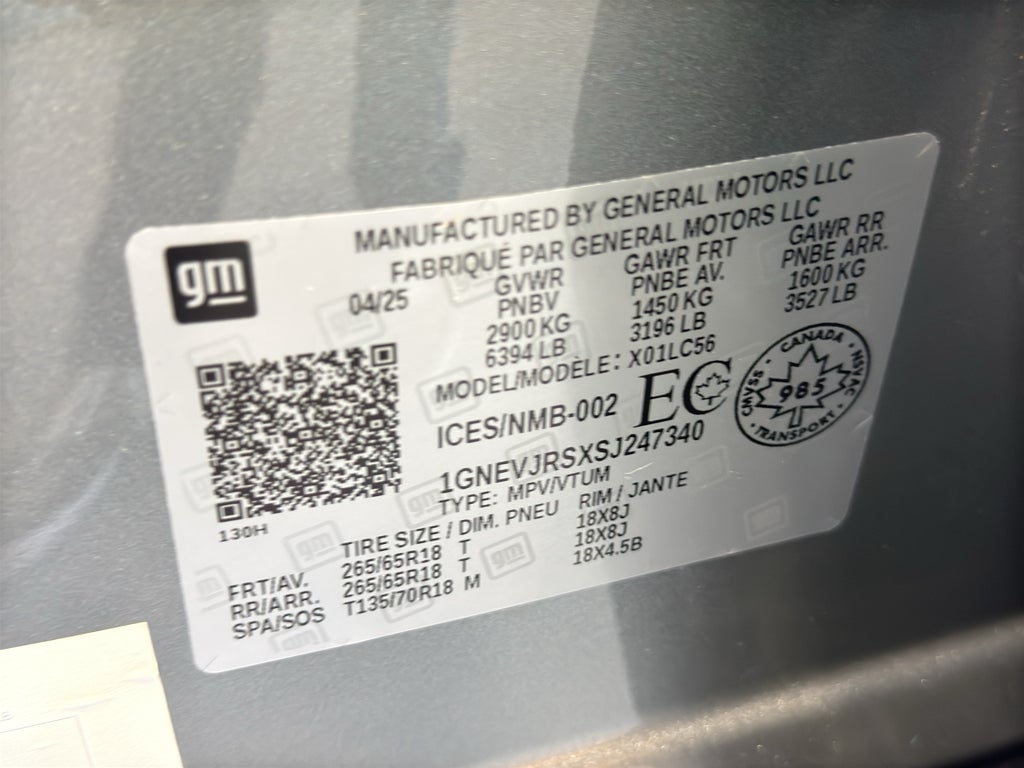 MANUFACTURED BY GENERAL MOTORS LLC
FABRIQUÉ PAR GENERAL MOTORS LLC
gm
04/25
GVWR GAWR FRT GAWR RR
PNBV PNBE AV. PNBE ARR.
2900 KG 1450 KG 1600 KG
6394 LB 3196 LB 3527 LB
MODEL/MODÈLE: X01LC56
ICES/NMB-002 EC
CANADA
CMVSS 985 NSVAC
TRANSPORT
1GNEVJRSXSJ247340
TYPE: MPV/VTUM
130H
TIRE SIZE / DIM. PNEU RIM / JANTE
FRT/AV. 265/65R18 T 18X8J
RR/ARR. 265/65R18 T 18X8J
SPA/SOS T135/70R18 M 18X4.5B